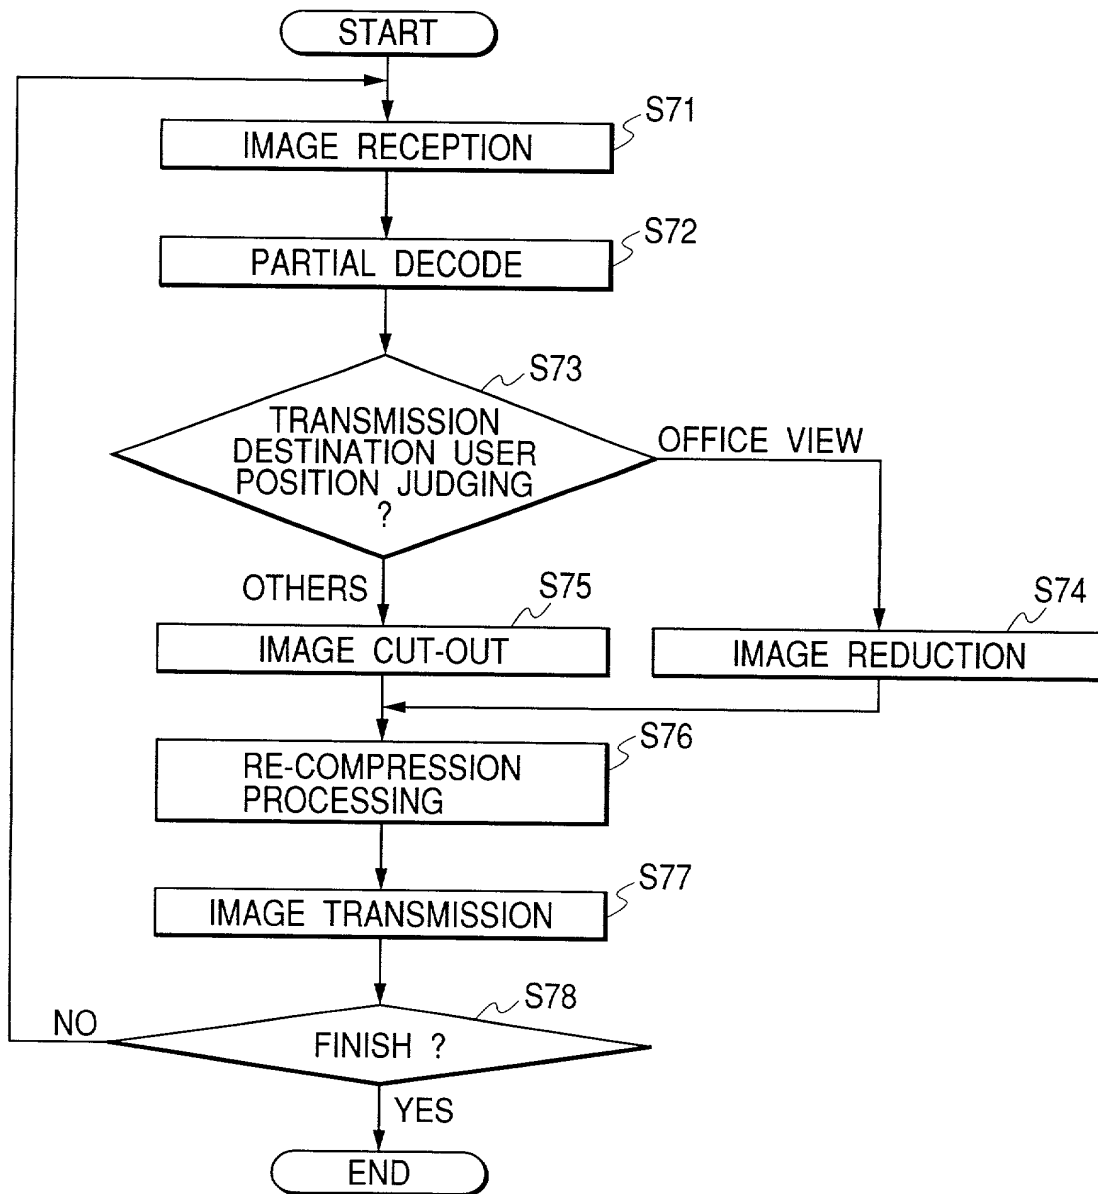 START
S71
IMAGE RECEPTION
S72
PARTIAL DECODE
S73
TRANSMISSION
DESTINATION USER
POSITION JUDGING
?
OFFICE VIEW
OTHERS
S75
IMAGE CUT-OUT
S74
IMAGE REDUCTION
S76
RE-COMPRESSION
PROCESSING
S77
IMAGE TRANSMISSION
S78
FINISH ?
NO
YES
END